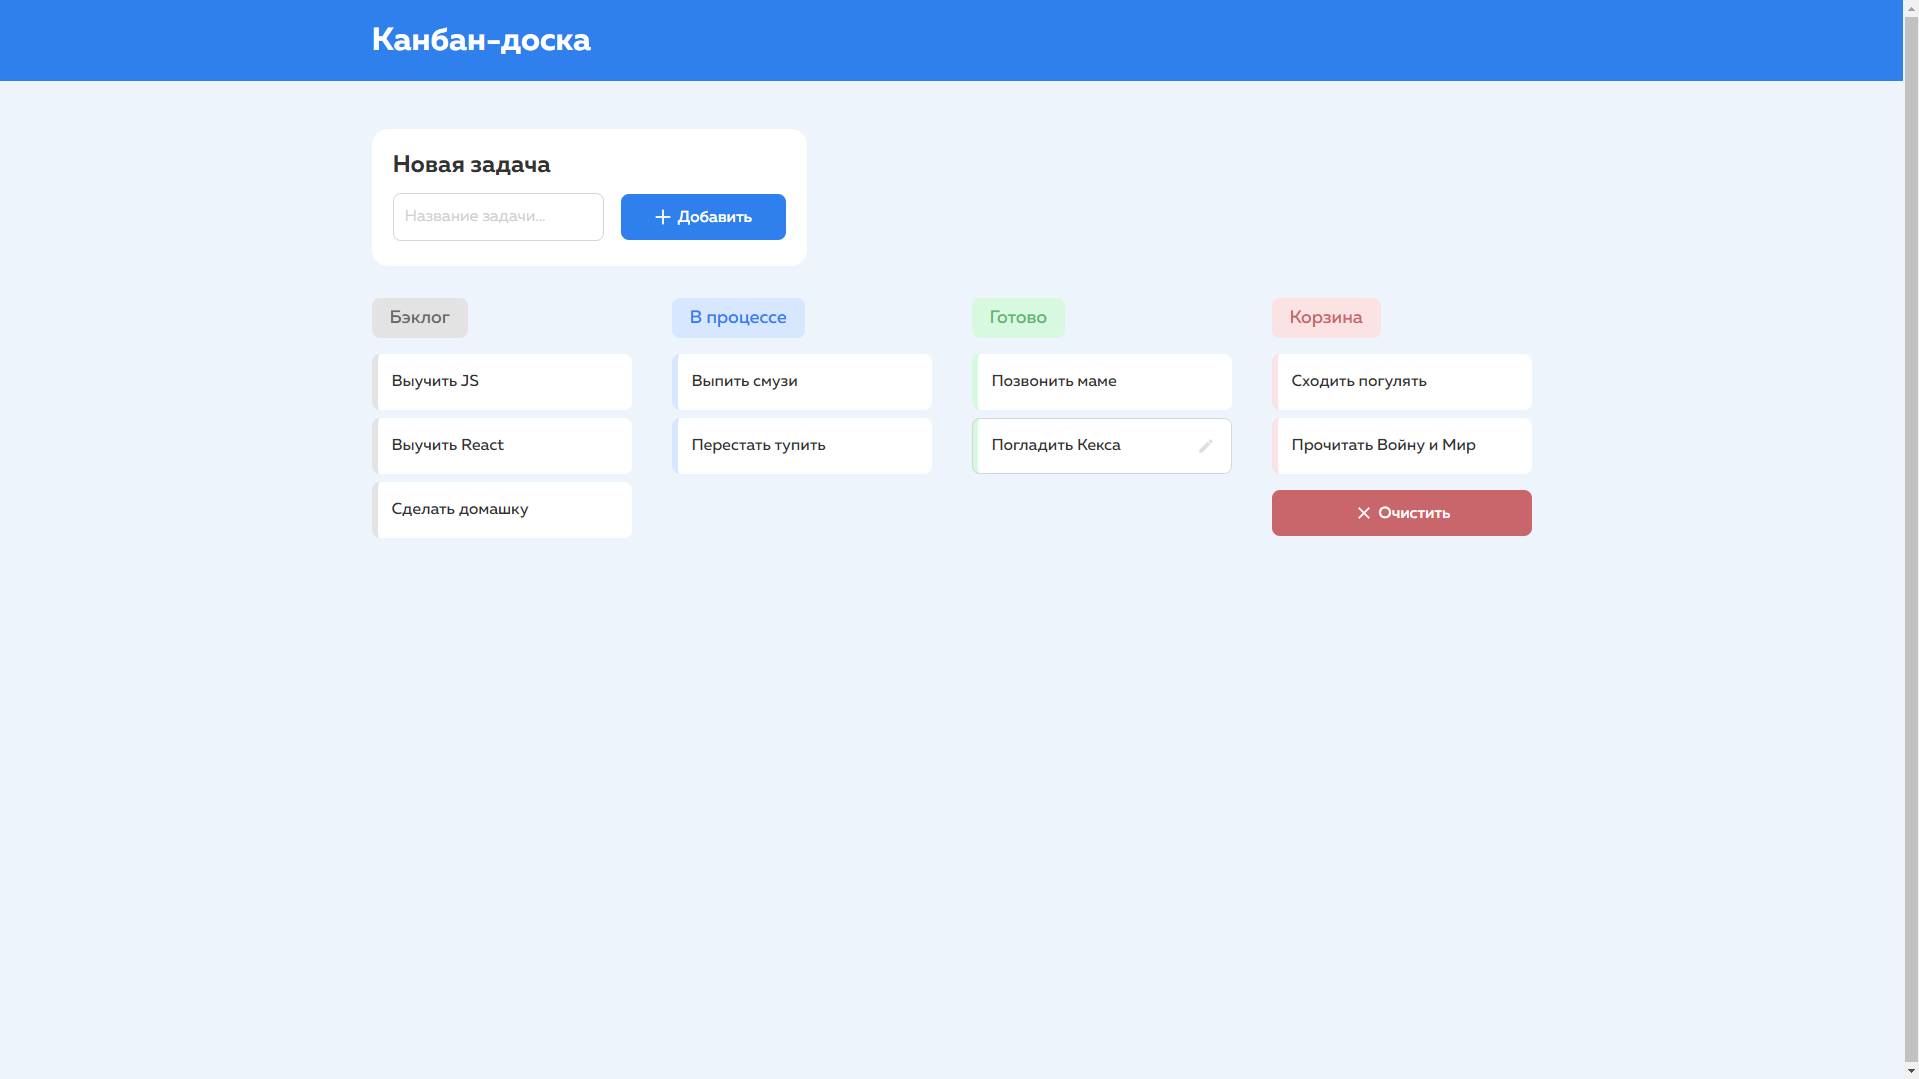 Канбан-доска
Новая задача
Название задачи...
Добавить
Бэклог
Выучить JS
Выучить React
Сделать домашку
В процессе
Выпить смузи
Перестать тупить
Готово
Позвонить маме
Погладить Кекса
Корзина
Сходить погулять
Прочитать Войну и Мир
Очистить